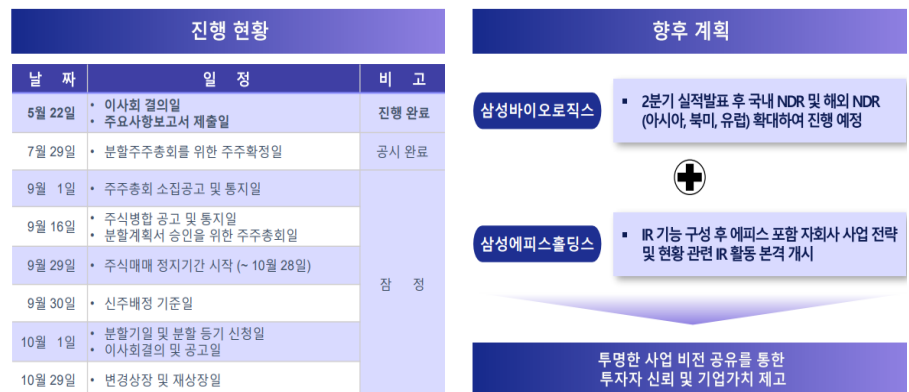 진행 현황
날 짜 일 정 비 고
5월 22일 • 이사회 결의일
• 주요사항보고서 제출일 진행 완료
7월 29일 • 분할주주총회를 위한 주주확정일 공시 완료
9월 1일 • 주주총회 소집공고 및 통지일
9월 16일 • 주식병합 공고 및 통지일
• 분할계획서 승인을 위한 주주총회일
9월 29일 • 주식매매 정지기간 시작 (~ 10월 28일)
잠 정
9월 30일 • 신주배정 기준일
10월 1일 • 분할기일 및 분할 등기 신청일
• 이사회결의 및 공고일
10월 29일 • 변경상장 및 재상장일
향후 계획
삼성바이오로직스
▪ 2분기 실적발표 후 국내 NDR 및 해외 NDR
(아시아, 북미, 유럽) 확대하여 진행 예정
삼성에피스홀딩스
▪ IR 기능 구성 후 에피스 포함 자회사 사업 전략
및 현황 관련 IR 활동 본격 개시
투명한 사업 비전 공유를 통한
투자자 신뢰 및 기업가치 제고